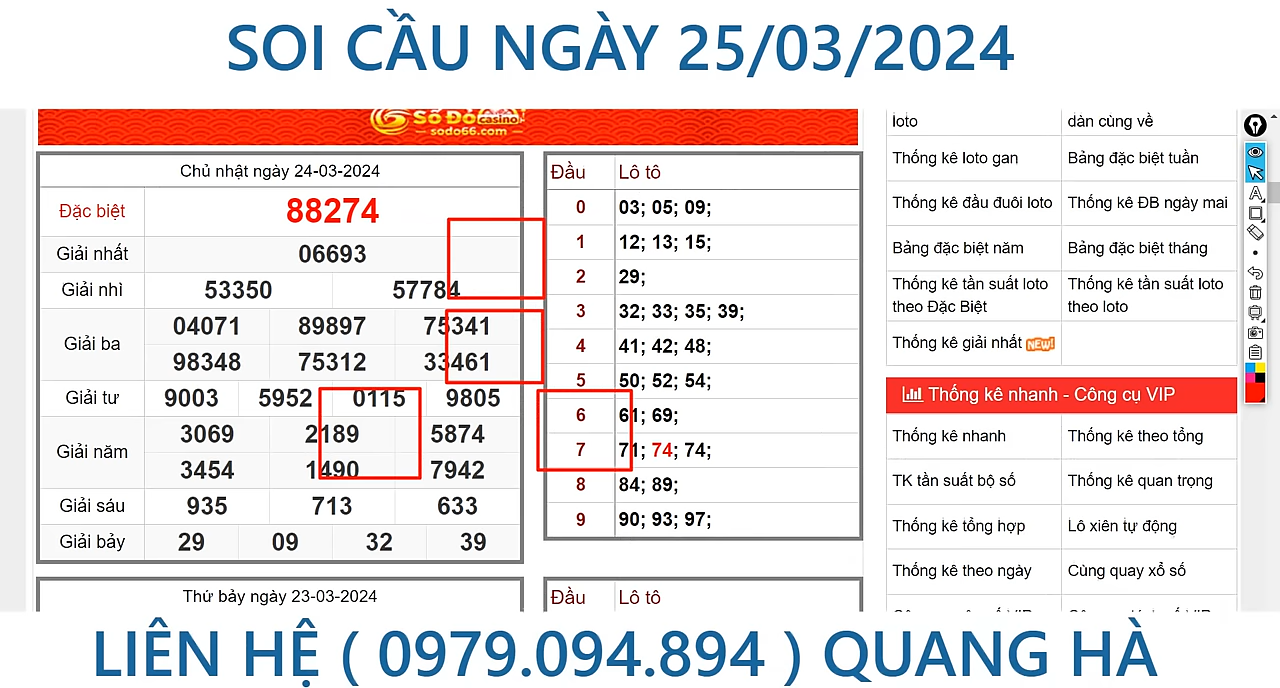 SOI CẦU NGÀY 25/03/2024
Số Đỏ casino
sodo66.com
Chủ nhật ngày 24-03-2024
Đặc biệt 88274
Giải nhất 06693
Giải nhì 53350 57784
Giải ba 04071 89897 75341
98348 75312 33461
Giải tư 9003 5952 0115 9805
Giải năm 3069 2189 5874
3454 1490 7942
Giải sáu 935 713 633
Giải bảy 29 09 32 39
Thứ bảy ngày 23-03-2024
Đầu Lô tô
0 03; 05; 09;
1 12; 13; 15;
2 29;
3 32; 33; 35; 39;
4 41; 42; 48;
5 50; 52; 54;
6 61; 69;
7 71; 74; 74;
8 84; 89;
9 90; 93; 97;
Đầu Lô tô
loto dàn cùng về
Thống kê loto gan Bảng đặc biệt tuần
Thống kê đầu đuôi loto Thống kê ĐB ngày mai
Bảng đặc biệt năm Bảng đặc biệt tháng
Thống kê tần suất loto Thống kê tần suất loto
theo Đặc Biệt theo loto
Thống kê giải nhất NEW!
Thống kê nhanh - Công cụ VIP
Thống kê nhanh Thống kê theo tổng
TK tần suất bộ số Thống kê quan trọng
Thống kê tổng hợp Lô xiên tự động
Thống kê theo ngày Cùng quay xổ số
LIÊN HỆ ( 0979.094.894 ) QUANG HÀ